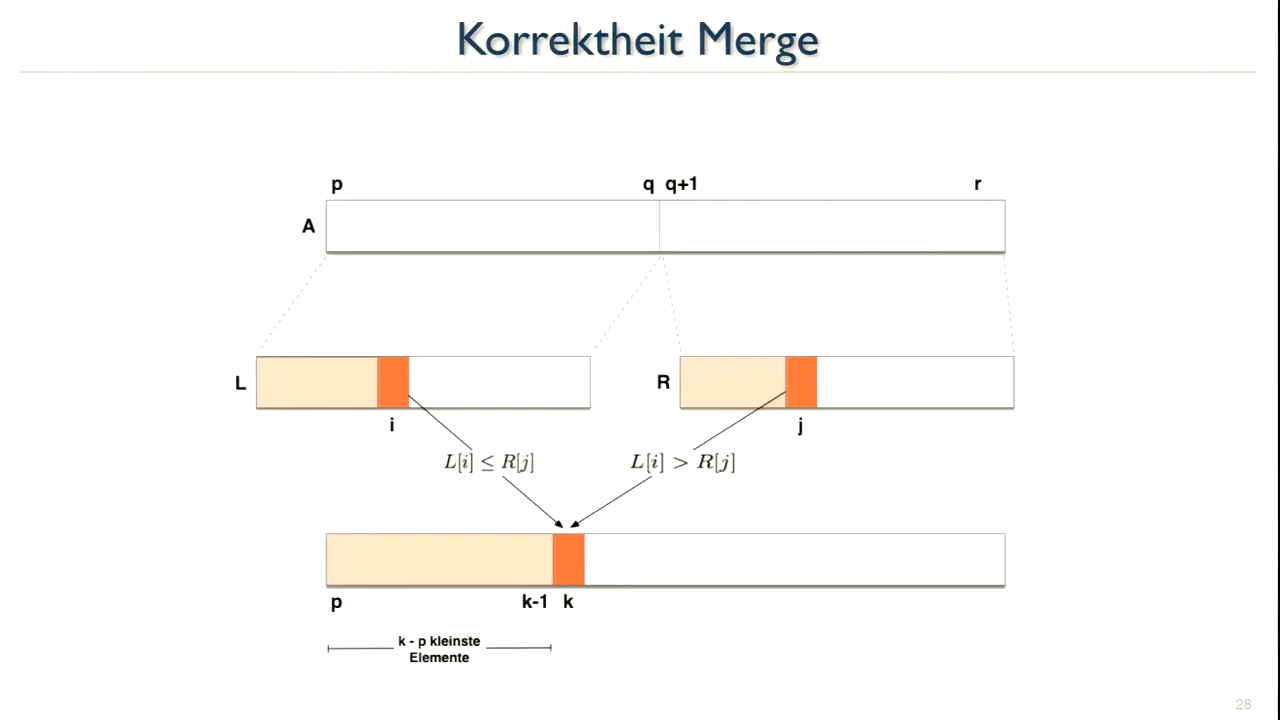 Korrektheit Merge
p q q+1 r
A
L R
i j
L[i] ≤ R[j] L[i] > R[j]
p k-1 k
k - p kleinste
Elemente
28